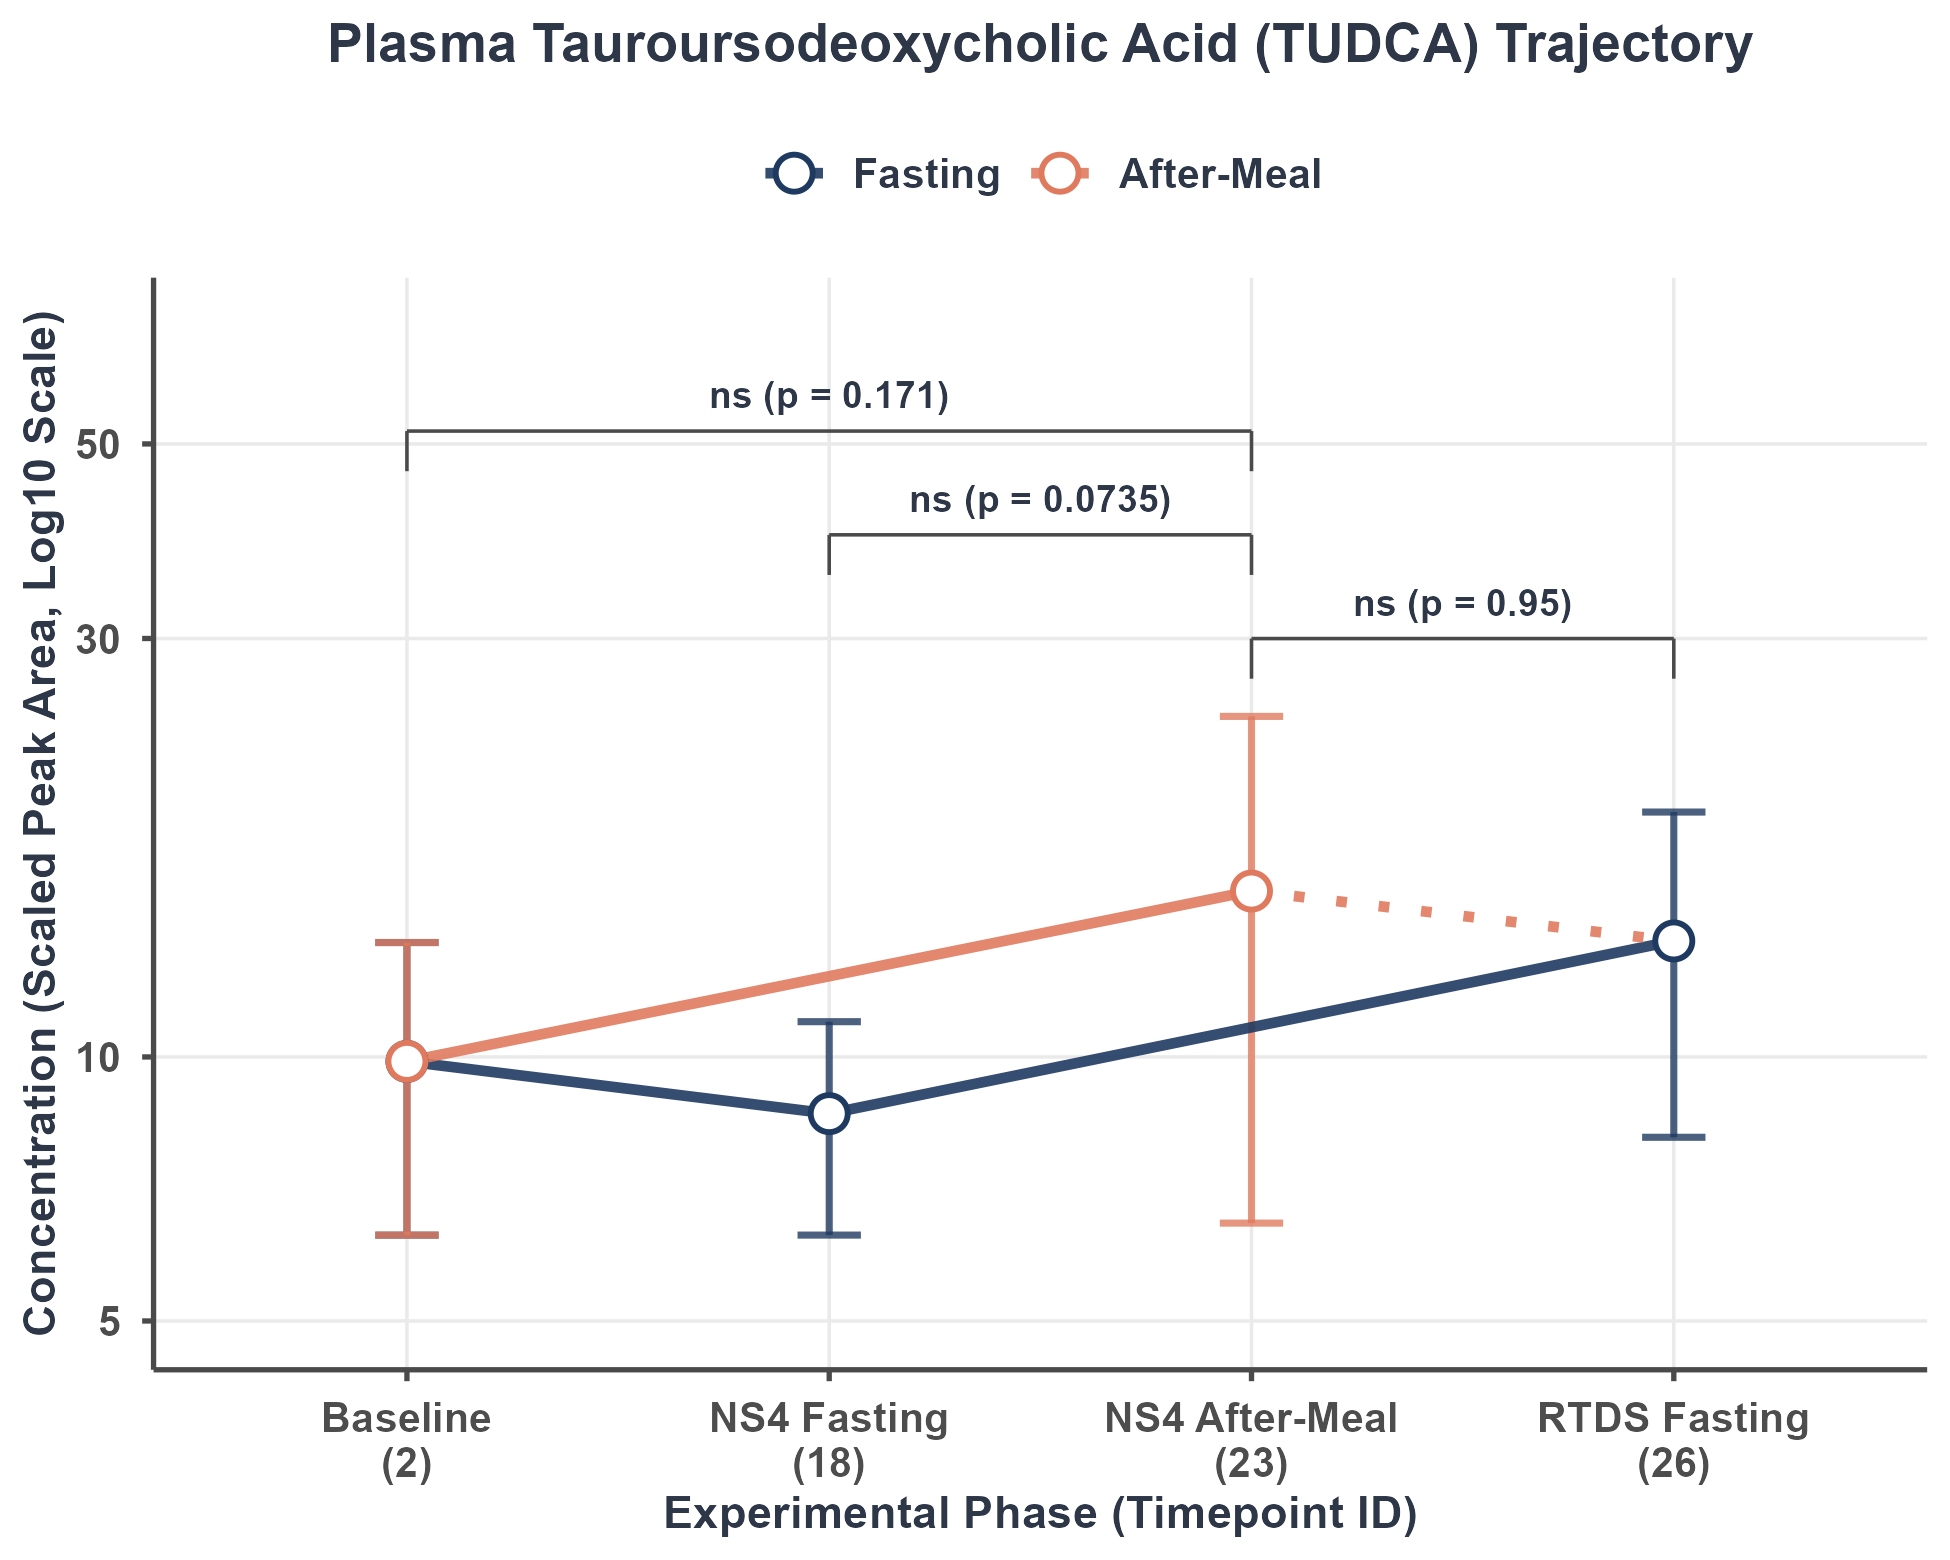 Plasma Tauroursodeoxycholic Acid (TUDCA) Trajectory
Fasting
After-Meal
Concentration (Scaled Peak Area, Log10 Scale)
50
30
10
5
ns (p = 0.171)
ns (p = 0.0735)
ns (p = 0.95)
Baseline
(2)
NS4 Fasting
(18)
NS4 After-Meal
(23)
RTDS Fasting
(26)
Experimental Phase (Timepoint ID)